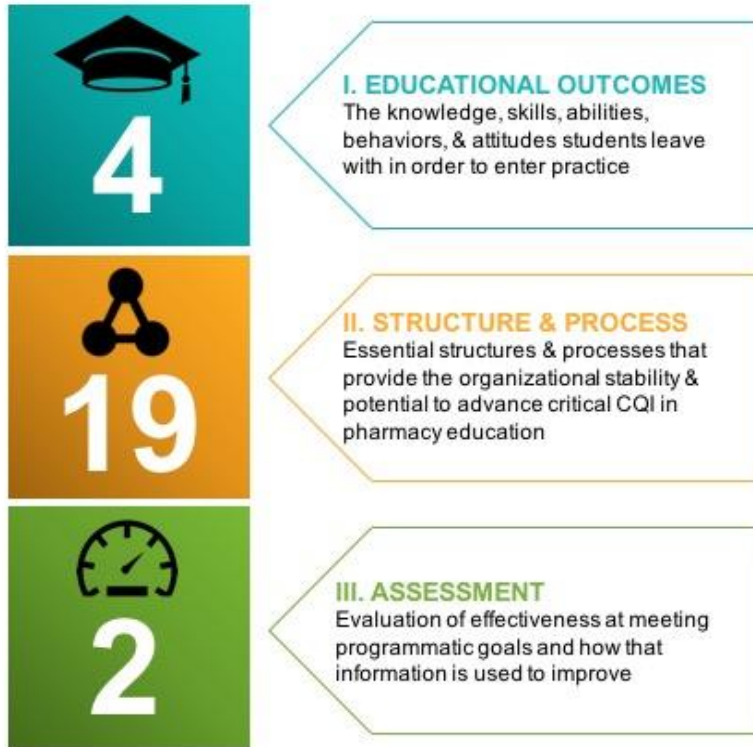 4
I. EDUCATIONAL OUTCOMES
The knowledge, skills, abilities,
behaviors, & attitudes students leave
with in order to enter practice
19
II. STRUCTURE & PROCESS
Essential structures & processes that
provide the organizational stability &
potential to advance critical CQI in
pharmacy education
2
III. ASSESSMENT
Evaluation of effectiveness at meeting
programmatic goals and how that
information is used to improve